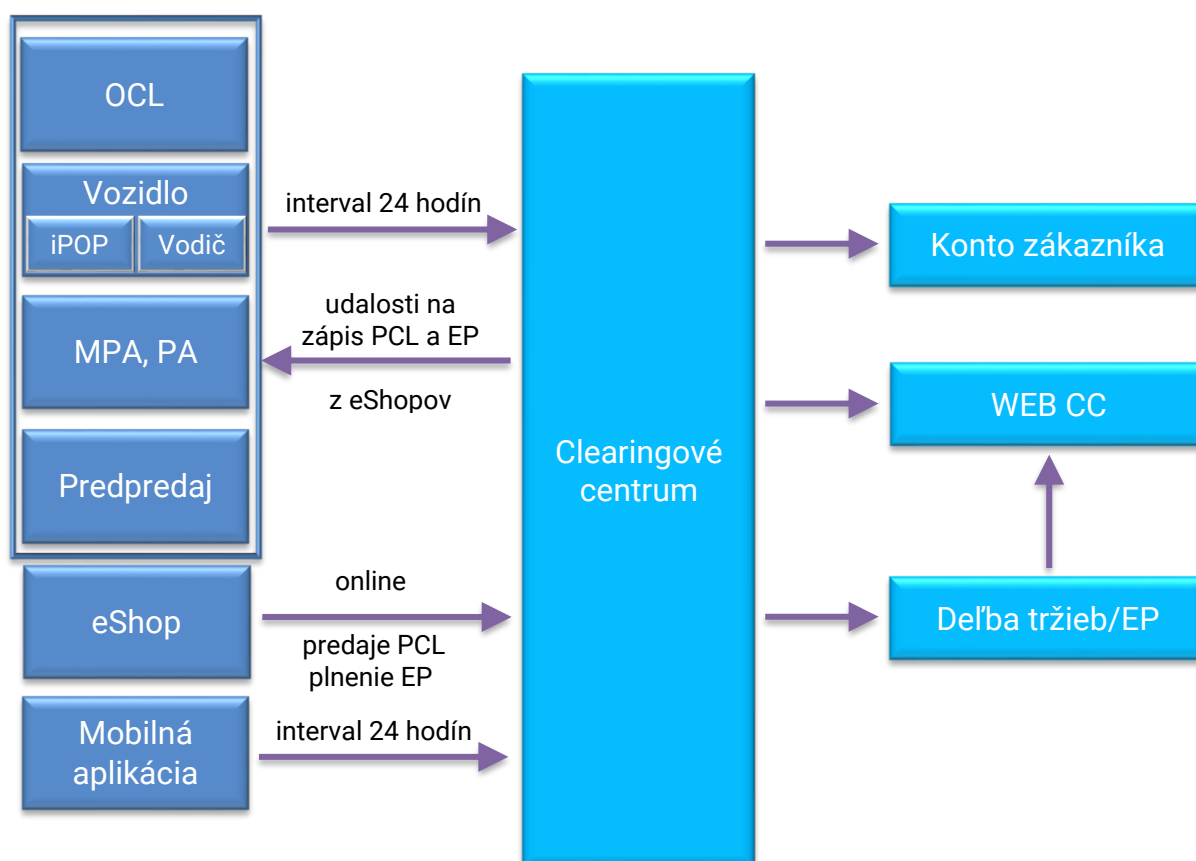 OCL
Vozidlo
iPOP
Vodič
MPA, PA
Predpredaj
eShop
Mobilná
aplikácia
interval 24 hodín
udalosti na
zápis PCL a EP
z eShopov
online
predaje PCL
plnenie EP
interval 24 hodín
Clearingové
centrum
Konto zákazníka
WEB CC
Deľba tržieb/EP